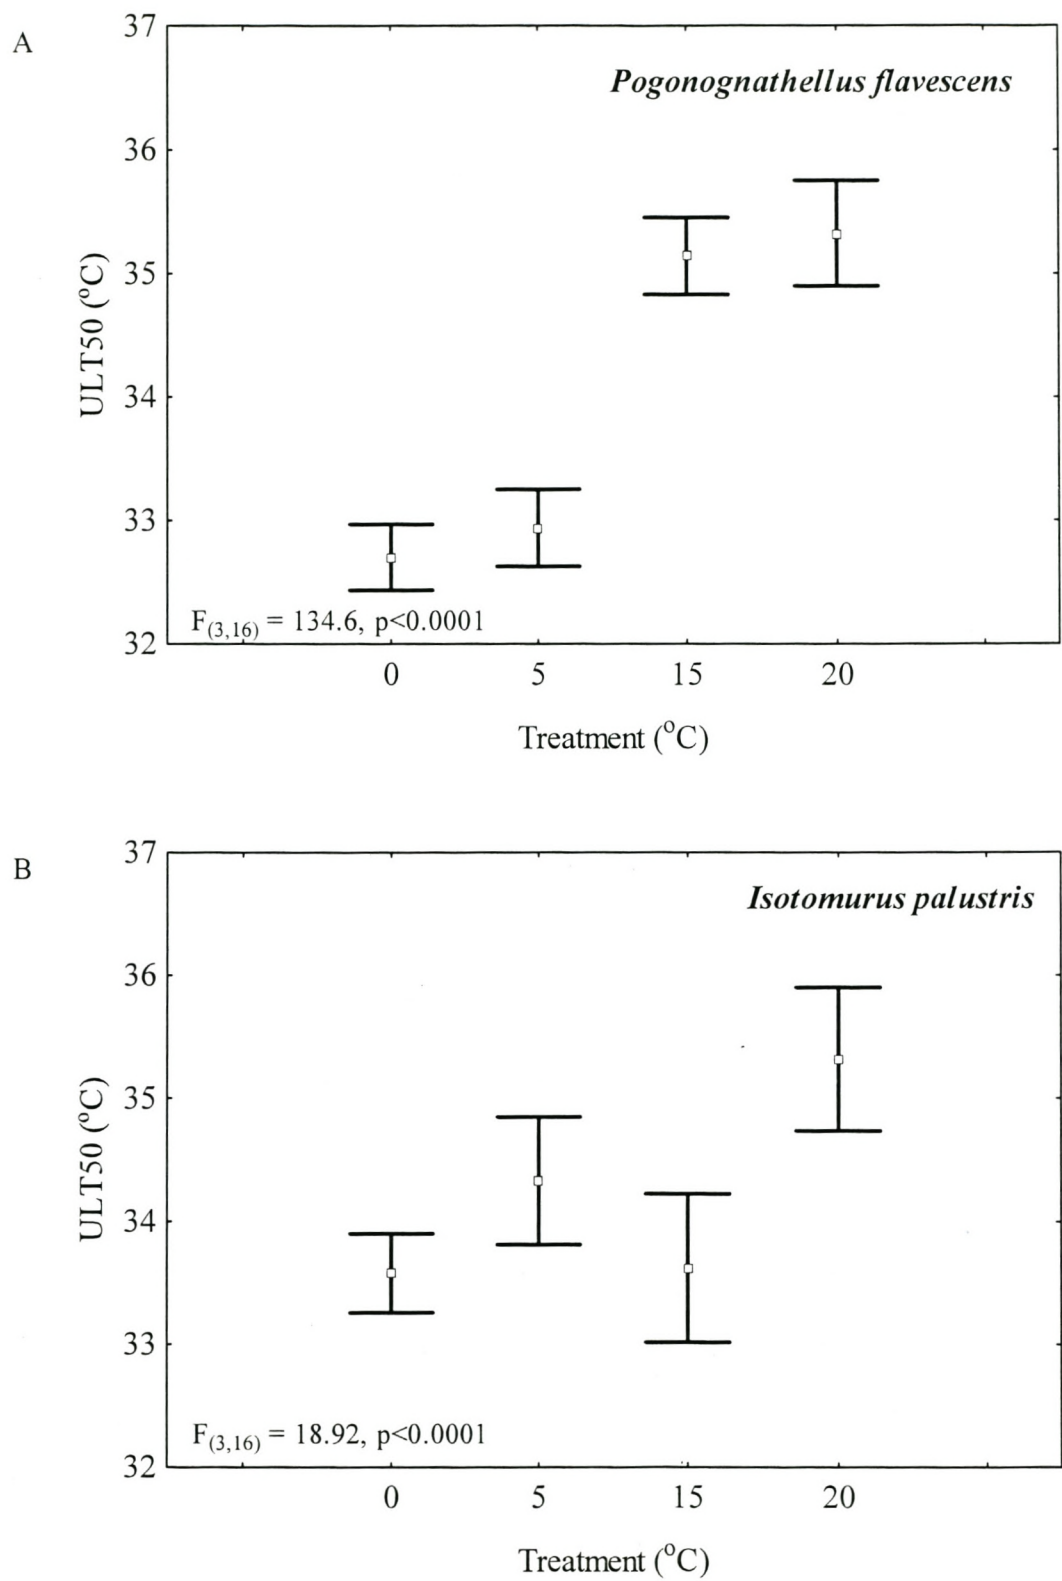 A
37
Pogonognathellus flavescens
36
35
34
33
32
ULT50 (°C)
F(3,16) = 134.6, p<0.0001
0 5 15 20
Treatment (°C)
B
37
Isotomurus palustris
36
35
34
33
32
ULT50 (°C)
F(3,16) = 18.92, p<0.0001
0 5 15 20
Treatment (°C)